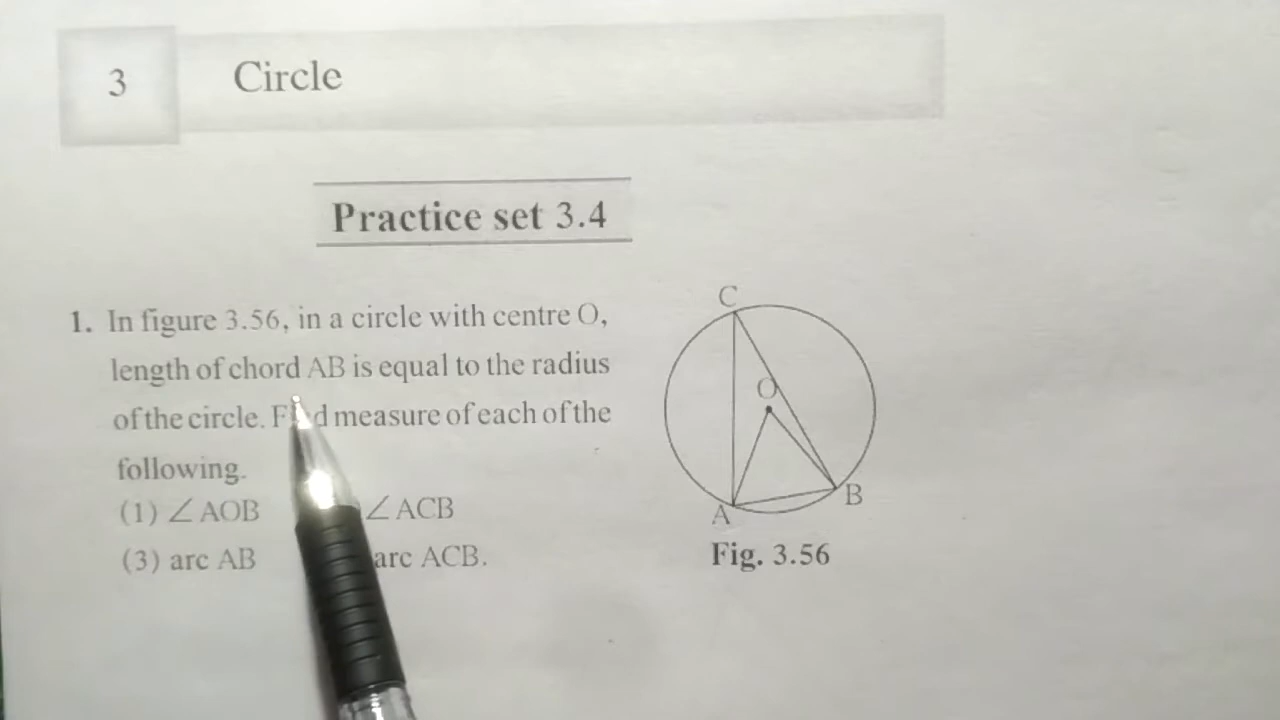 3 Circle
Practice set 3.4
1. In figure 3.56, in a circle with centre O,
length of chord AB is equal to the radius
of the circle. Find measure of each of the
following.
(1) ∠AOB ∠ACB
(3) arc AB arc ACB.
C
O
A
B
Fig. 3.56